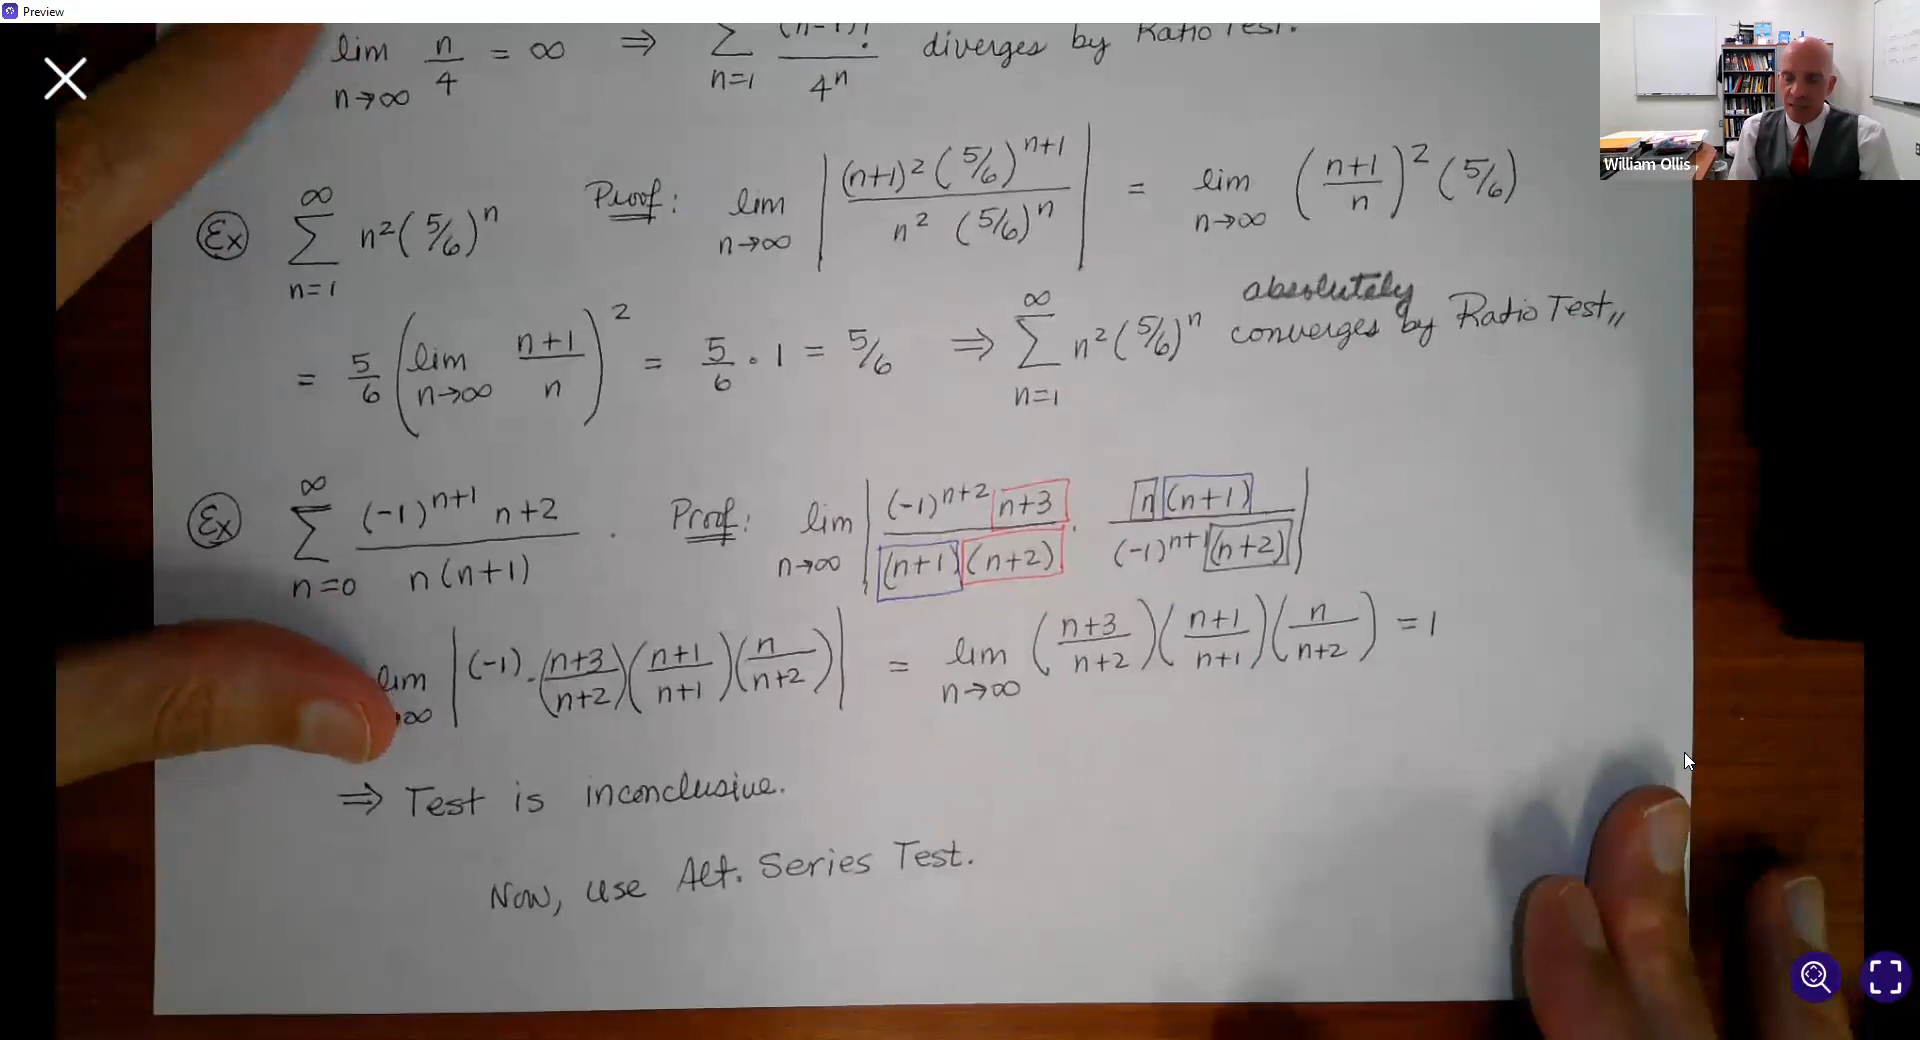 Preview
lim n→∞ n/4 = ∞ ⇒ ∑ n=1 (n-1)!/4^n diverges by Ratio Test.
William Ollis
Ex ∑ n=1 ∞ n²(5/6)^n Proof: lim n→∞ |(n+1)²(5/6)^(n+1) / n²(5/6)^n| = lim n→∞ ((n+1)/n)² (5/6)
absolutely
= 5/6 (lim n→∞ (n+1)/n)² = 5/6 · 1 = 5/6 ⇒ ∑ n=1 ∞ n²(5/6)^n converges by Ratio Test,,
Ex ∑ n=0 ∞ (-1)^(n+1) n+2 / n(n+1) . Proof: lim n→∞ |(-1)^(n+2) n+3 / (n+1)(n+2) · n(n+1) / (-1)^(n+1) (n+2)|
lim →∞ |(-1)·((n+3)/(n+2))((n+1)/(n+1))(n/(n+2))| = lim n→∞ ((n+3)/(n+2))((n+1)/(n+1))(n/(n+2)) = 1
⇒ Test is inconclusive.
Now, use Alt. Series Test.